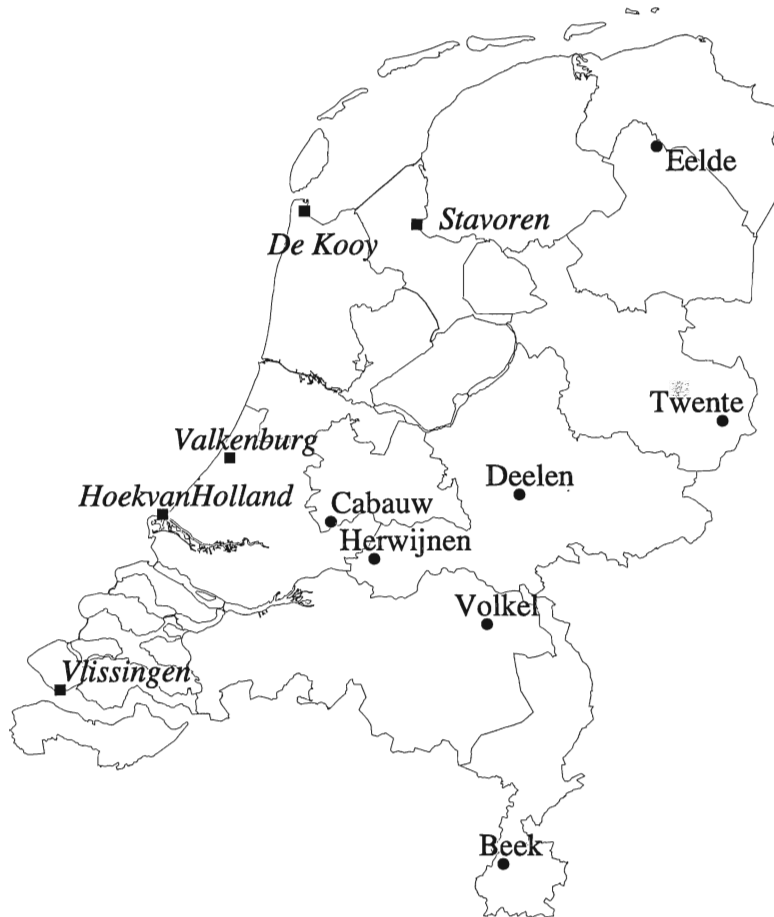 Eelde
Stavoren
De Kooy
Twente
Valkenburg
Deelen
HoekvanHolland
Cabauw
Herwijnen
Volkel
Vlissingen
Beek